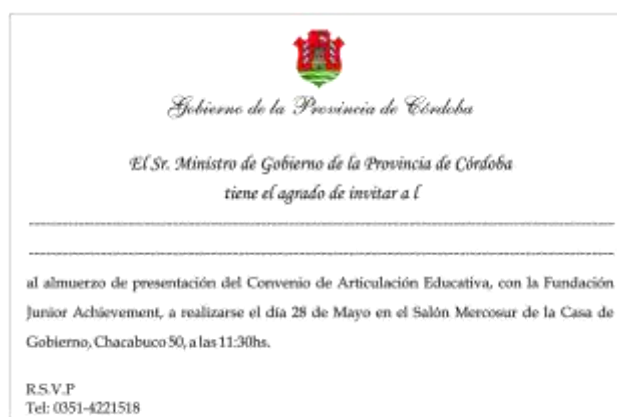 Gobierno de la Provincia de Córdoba
El Sr. Ministro de Gobierno de la Provincia de Córdoba
tiene el agrado de invitar a l
al almuerzo de presentación del Convenio de Articulación Educativa, con la Fundación
Junior Achievement, a realizarse el día 28 de Mayo en el Salón Mercosur de la Casa de
Gobierno, Chacabuco 50, a las 11:30hs.
R.S.V.P
Tel: 0351-4221518